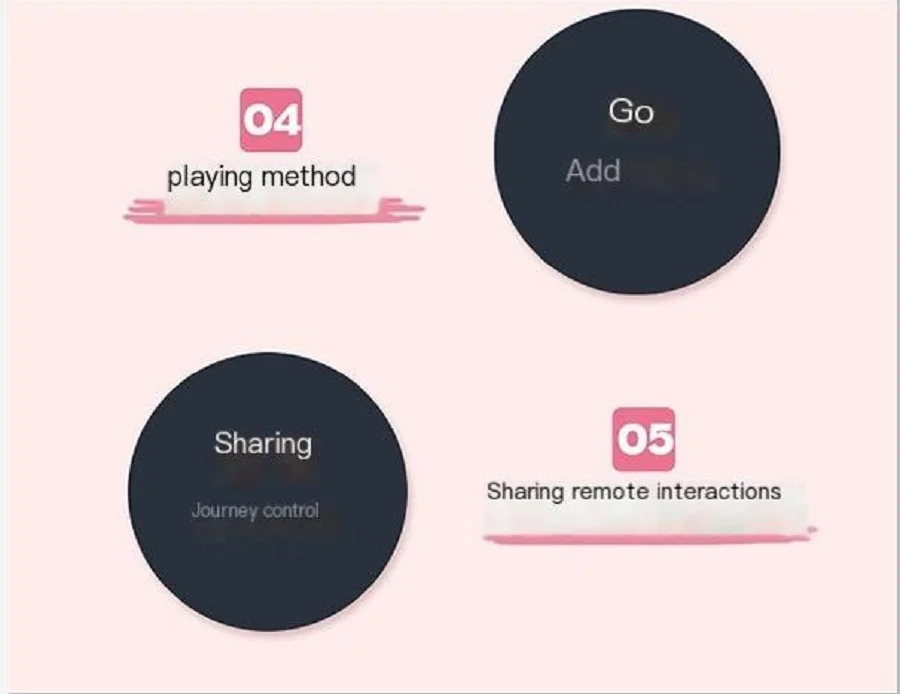 04
playing method
Go
Add
Sharing
Journey control
05
Sharing remote interactions